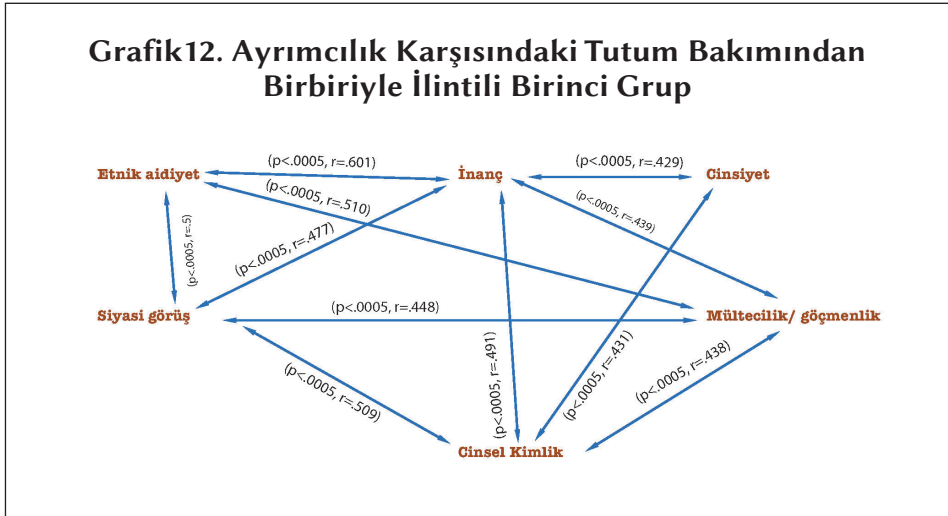 Grafik12. Ayrımcılık Karşısındaki Tutum Bakımından
Birbiriyle İlintili Birinci Grup
(p<.0005, r=.601)
(p<.0005, r=.429)
Etnik aidiyet
İnanç
Cinsiyet
(p<.0005, r=.510)
(p<.0005, r=.439)
(p<.0005, r=.5)
(p<.0005, r=.477)
Siyasi görüş
(p<.0005, r=.448)
Mültecilik/ göçmenlik
(p<.0005, r=.509)
(p<.0005, r=.491)
(p<.0005, r=.431)
(p<.0005, r=.438)
Cinsel Kimlik